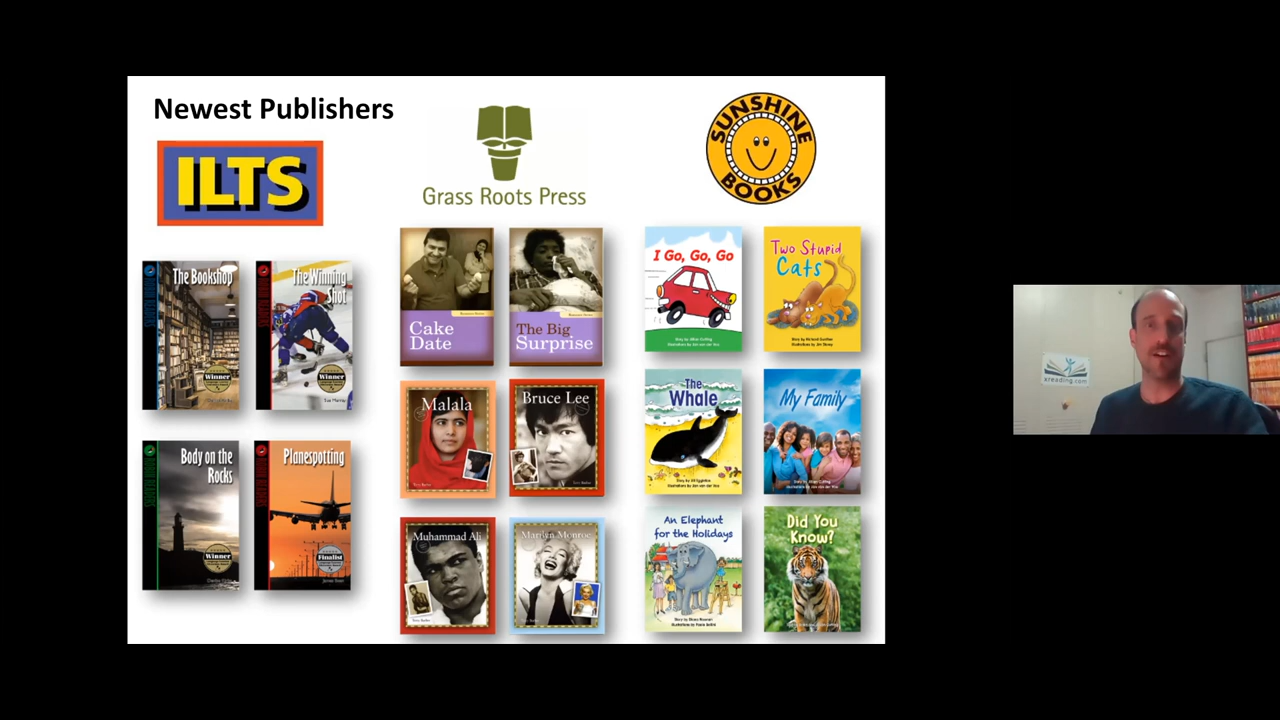 Newest Publishers
ILTS
Grass Roots Press
SUNSHINE
BOOKS
The Bookshop
Winner
The Winning
Shot
Winner
Sue Murray
Body on the
Rocks
Winner
Planespotting
Finalist
Cake
Date
The Big
Surprise
Malala
Bruce Lee
Muhammad Ali
Marilyn Monroe
I Go, Go, Go
Two Stupid
Cats
The
Whale
My Family
An Elephant
for the Holidays
Did You
Know?
xreading.com